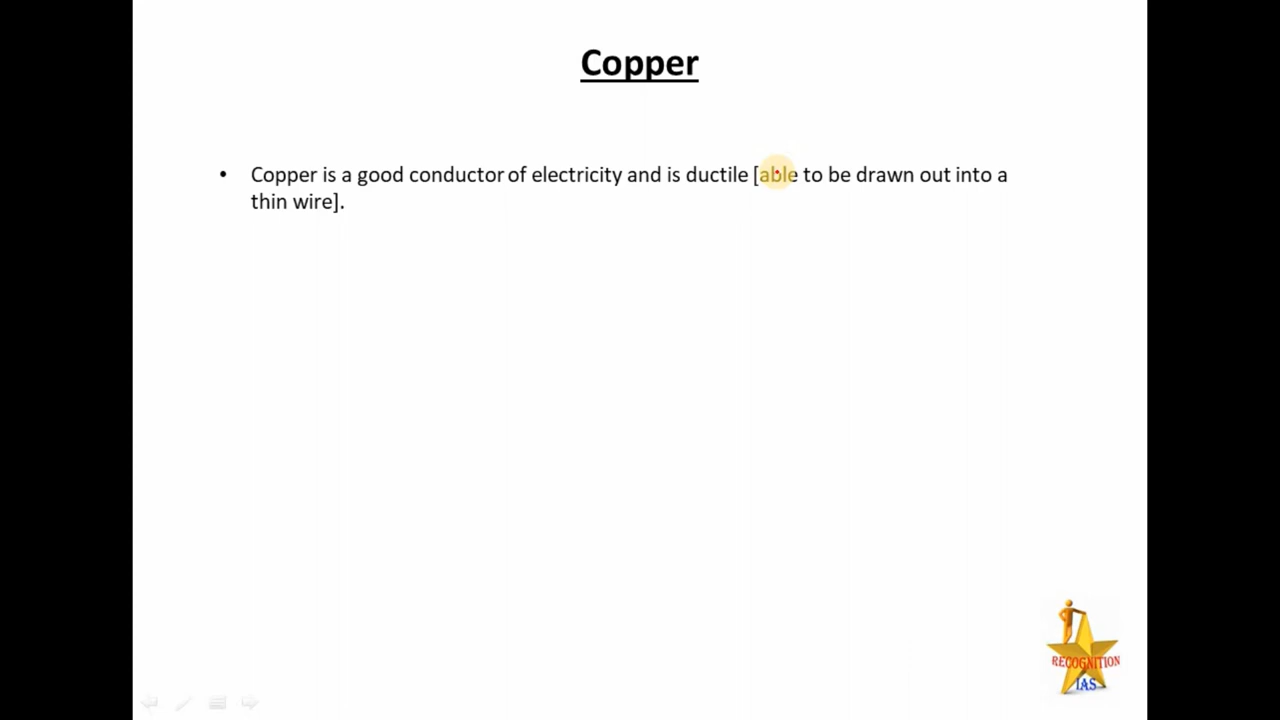 Copper
• Copper is a good conductor of electricity and is ductile [able to be drawn out into a
thin wire].
RECOGNITION
IAS